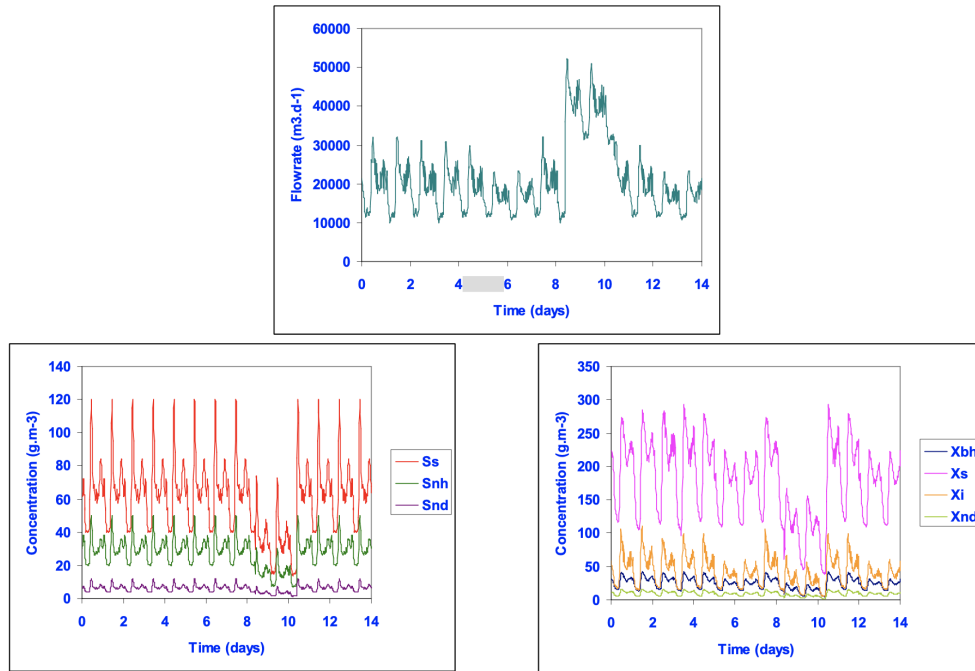 60000
50000
40000
30000
20000
10000
0
Flowrate (m3.d-1)
0 2 4 6 8 10 12 14
Time (days)
140
120
100
80
60
40
20
0
Concentration (g.m-3)
0 2 4 6 8 10 12 14
Time (days)
Ss
Snh
Snd
350
300
250
200
150
100
50
0
Concentration (g.m-3)
0 2 4 6 8 10 12 14
Time (days)
Xbh
Xs
Xi
Xnd